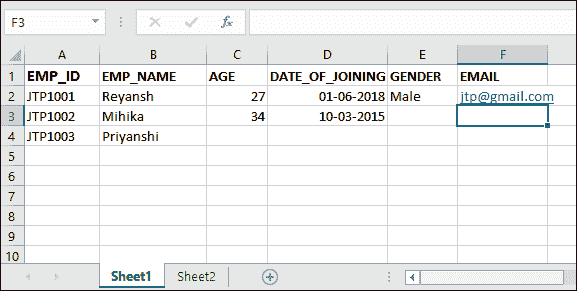 F3
fx
A B C D E F
1 EMP_ID EMP_NAME AGE DATE_OF_JOINING GENDER EMAIL
2 JTP1001 Reyansh 27 01-06-2018 Male jtp@gmail.com
3 JTP1002 Mihika 34 10-03-2015
4 JTP1003 Priyanshi
5
6
7
8
9
10
Sheet1 Sheet2